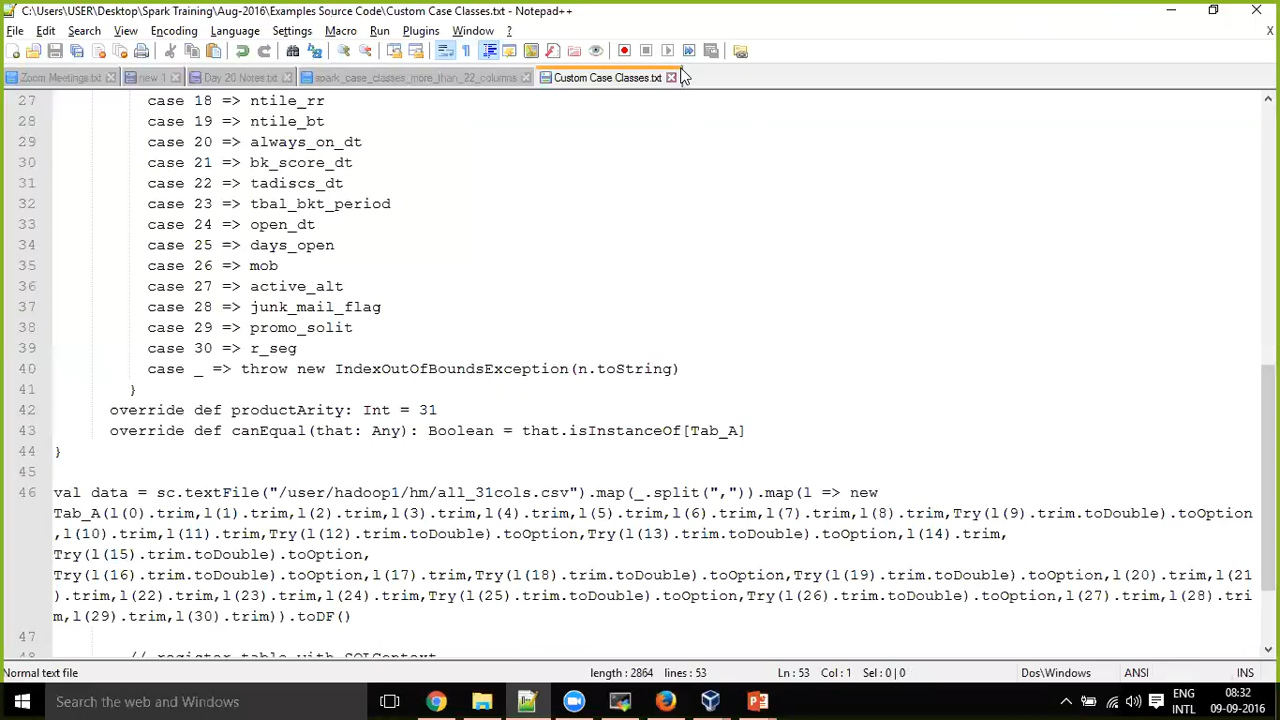 C:\Users\USER\Desktop\Spark Training\Aug-2016\Examples Source Code\Custom Case Classes.txt - Notepad++
File Edit Search View Encoding Language Settings Macro Run Plugins Window ? X
Zoom Meetings.txt new 1 Day 20 Notes.txt spark_case_classes_more_than_22_columns Custom Case Classes.txt
27 case 18 => ntile_rr
28 case 19 => ntile_bt
29 case 20 => always_on_dt
30 case 21 => bk_score_dt
31 case 22 => tadiscs_dt
32 case 23 => tbal_bkt_period
33 case 24 => open_dt
34 case 25 => days_open
35 case 26 => mob
36 case 27 => active_alt
37 case 28 => junk_mail_flag
38 case 29 => promo_solit
39 case 30 => r_seg
40 case _ => throw new IndexOutOfBoundsException(n.toString)
41 }
42 override def productArity: Int = 31
43 override def canEqual(that: Any): Boolean = that.isInstanceOf[Tab_A]
44 }
45
46 val data = sc.textFile("/user/hadoop1/hm/all_31cols.csv").map(_.split(",")).map(l => new
Tab_A(l(0).trim,l(1).trim,l(2).trim,l(3).trim,l(4).trim,l(5).trim,l(6).trim,l(7).trim,l(8).trim,Try(l(9).trim.toDouble).toOption
,l(10).trim,l(11).trim,Try(l(12).trim.toDouble).toOption,Try(l(13).trim.toDouble).toOption,l(14).trim,
Try(l(15).trim.toDouble).toOption,
Try(l(16).trim.toDouble).toOption,l(17).trim,Try(l(18).trim.toDouble).toOption,Try(l(19).trim.toDouble).toOption,l(20).trim,l(21
).trim,l(22).trim,l(23).trim,l(24).trim,Try(l(25).trim.toDouble).toOption,Try(l(26).trim.toDouble).toOption,l(27).trim,l(28).tri
m,l(29).trim,l(30).trim)).toDF()
47
48 // register table with SQLContext
Normal text file length : 2864 lines : 53 Ln : 53 Col : 1 Sel : 0 | 0 Dos\Windows ANSI INS
Search the web and Windows
ENG 08:32
INTL 09-09-2016